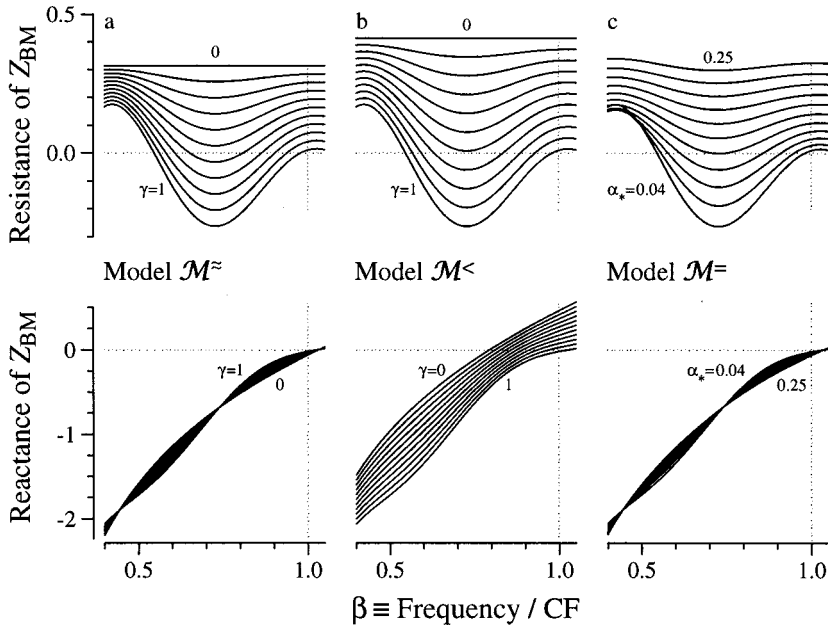 a
b
c
0.5
0.0
Resistance of Z_BM
0
γ=1
0
γ=1
0.25
α*=0.04
Model 𝓜≈
Model 𝓜<
Model 𝓜=
0
-1
-2
Reactance of Z_BM
γ=1
0
γ=0
1
α*=0.04
0.25
0.5
1.0
0.5
1.0
0.5
1.0
β ≡ Frequency / CF